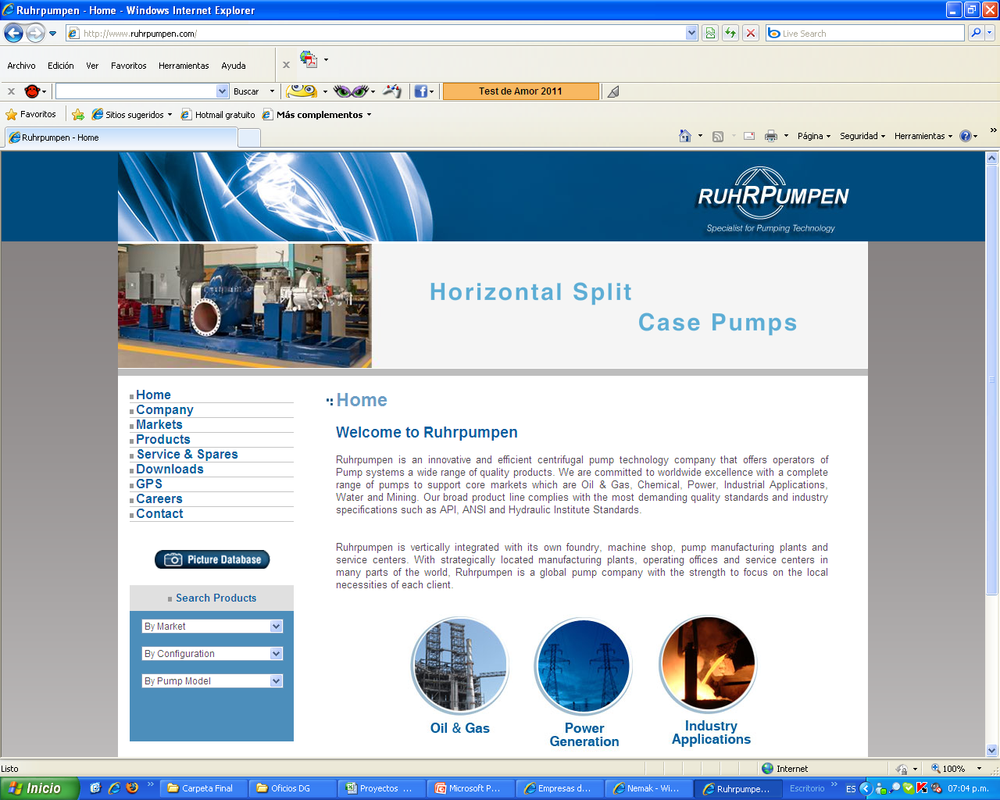 Ruhrpumpen - Home - Windows Internet Explorer
http://www.ruhrpumpen.com/
Live Search
Archivo Edición Ver Favoritos Herramientas Ayuda
Buscar
Test de Amor 2011
Favoritos Sitios sugeridos Hotmail gratuito Más complementos
Ruhrpumpen - Home
Página Seguridad Herramientas
RUHRPUMPEN
Specialist for Pumping Technology
Horizontal Split
Case Pumps
Home
Company
Markets
Products
Service & Spares
Downloads
GPS
Careers
Contact
Picture Database
Search Products
By Market
By Configuration
By Pump Model
Home
Welcome to Ruhrpumpen
Ruhrpumpen is an innovative and efficient centrifugal pump technology company that offers operators of
Pump systems a wide range of quality products. We are committed to worldwide excellence with a complete
range of pumps to support core markets which are Oil & Gas, Chemical, Power, Industrial Applications,
Water and Mining. Our broad product line complies with the most demanding quality standards and industry
specifications such as API, ANSI and Hydraulic Institute Standards.
Ruhrpumpen is vertically integrated with its own foundry, machine shop, pump manufacturing plants and
service centers. With strategically located manufacturing plants, operating offices and service centers in
many parts of the world, Ruhrpumpen is a global pump company with the strength to focus on the local
necessities of each client.
Oil & Gas
Power
Generation
Industry
Applications
Listo
Internet
100%
Inicio
Carpeta Final
Oficios DG
Proyectos ...
Microsoft P...
Empresas d...
Nemak - Wi...
Ruhrpumpe...
Escritorio
ES
07:04 p.m.